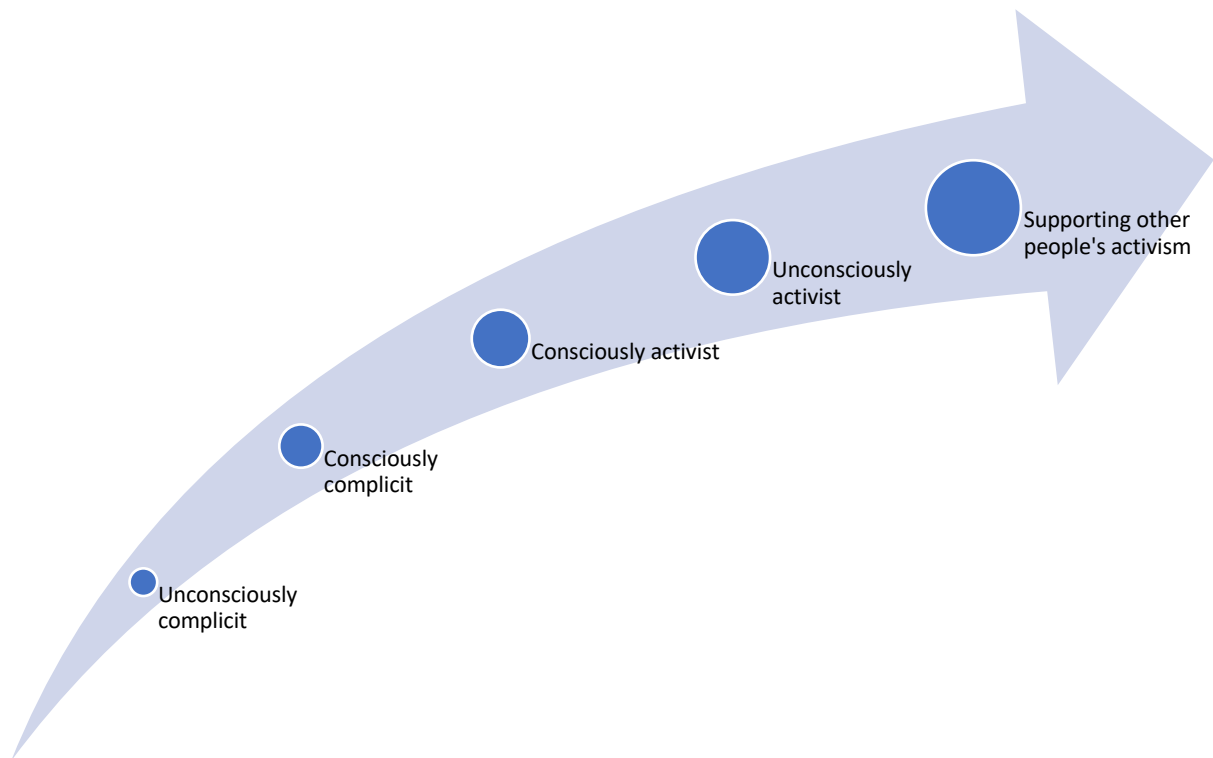 Supporting other
people's activism
Unconsciously
activist
Consciously activist
Consciously
complicit
Unconsciously
complicit